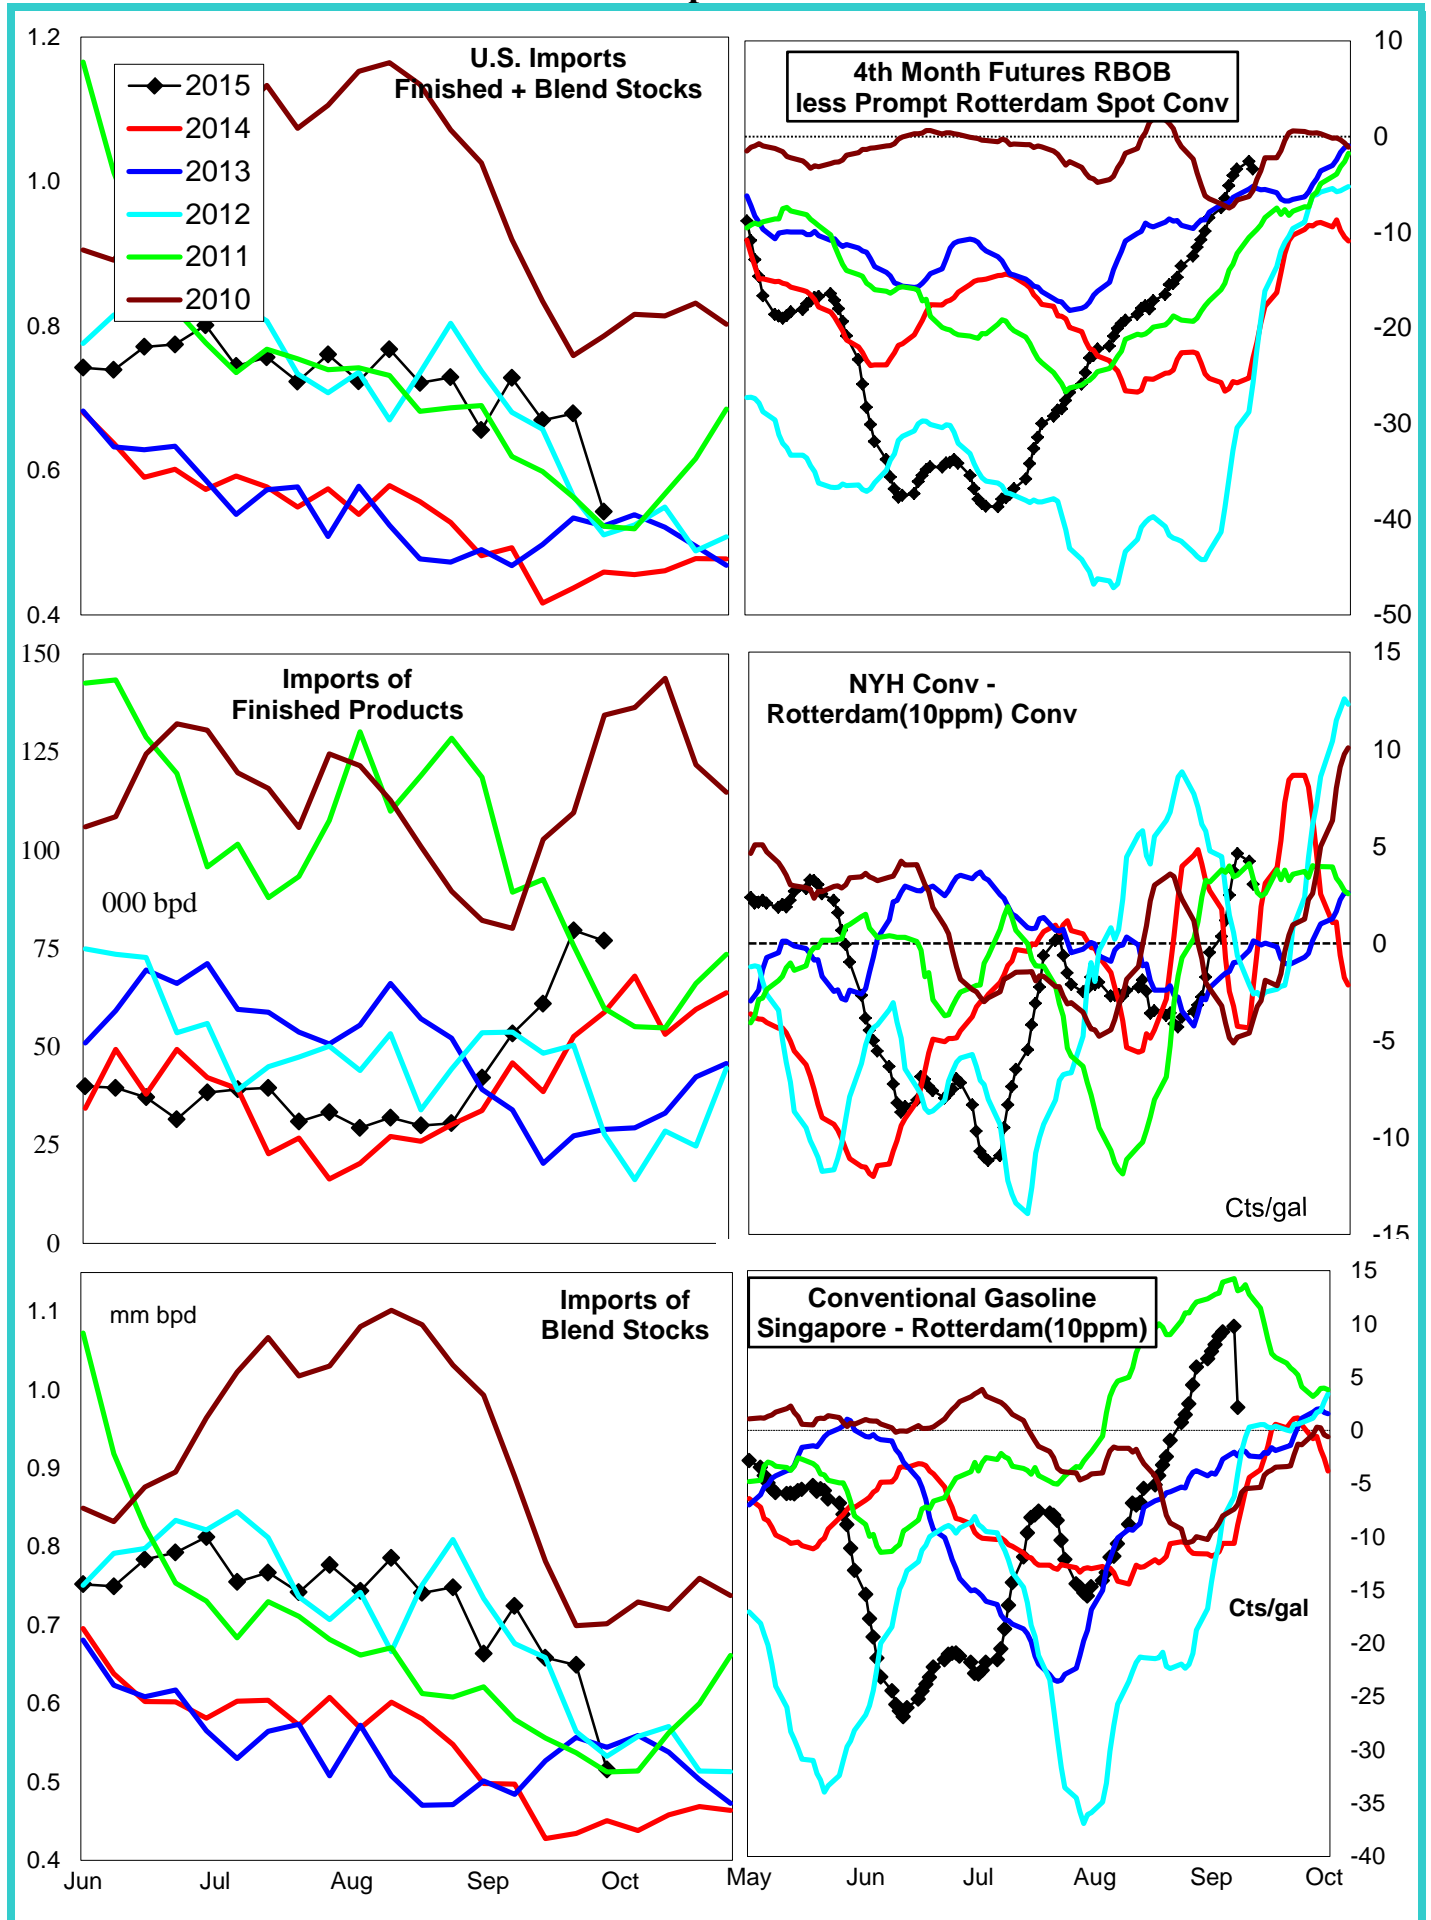 1.2
1.0
0.8
0.6
0.4
U.S. Imports
Finished + Blend Stocks
2015
2014
2013
2012
2011
2010
10
0
-10
-20
-30
-40
-50
4th Month Futures RBOB
less Prompt Rotterdam Spot Conv
150
125
100
75
50
25
0
Imports of
Finished Products
000 bpd
15
10
5
0
-5
-10
-15
NYH Conv -
Rotterdam(10ppm) Conv
Cts/gal
1.1
1.0
0.9
0.8
0.7
0.6
0.5
0.4
mm bpd
Imports of
Blend Stocks
Jun Jul Aug Sep Oct
15
10
5
0
-5
-10
-15
-20
-25
-30
-35
-40
Conventional Gasoline
Singapore - Rotterdam(10ppm)
Cts/gal
May Jun Jul Aug Sep Oct